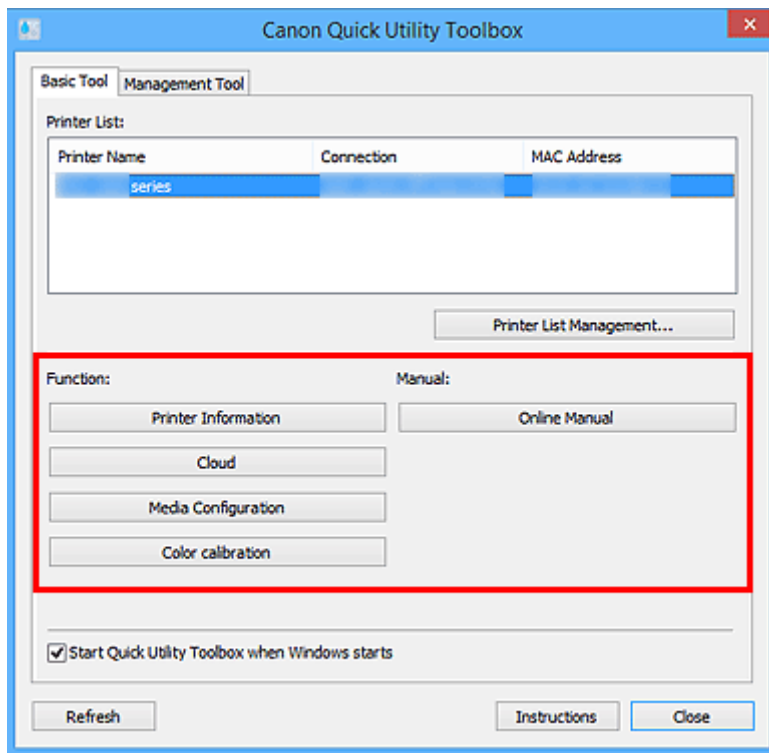 Canon Quick Utility Toolbox
Basic Tool Management Tool
Printer List:
Printer Name Connection MAC Address
series
Printer List Management...
Function: Manual:
Printer Information Online Manual
Cloud
Media Configuration
Color calibration
Start Quick Utility Toolbox when Windows starts
Refresh Instructions Close